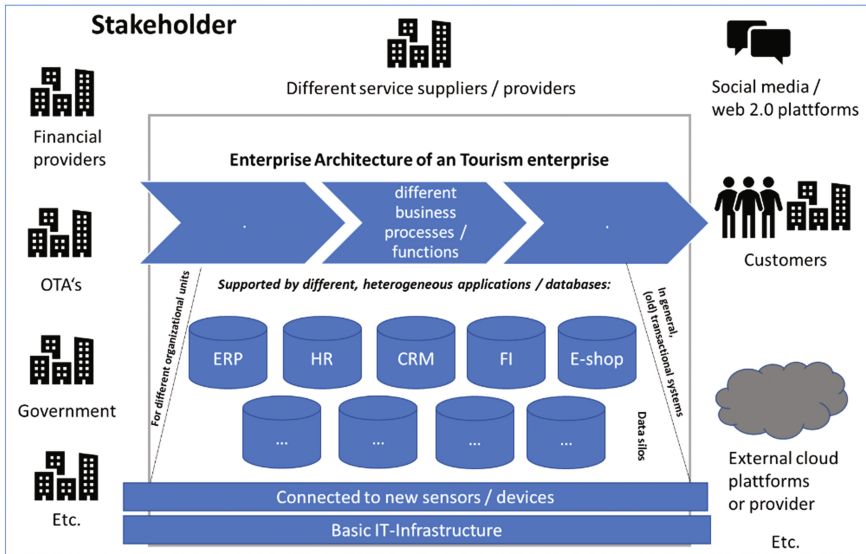 Stakeholder
Different service suppliers / providers
Social media /
web 2.0 plattforms
Financial
providers
Enterprise Architecture of an Tourism enterprise
.
different
business
processes /
functions
.
OTA‘s
Customers
Supported by different, heterogeneous applications / databases:
For different organizational units
In general,
(old) transactional systems
ERP
HR
CRM
FI
E-shop
Government
...
...
...
...
Data silos
External cloud
plattforms
or provider
Etc.
Connected to new sensors / devices
Basic IT-Infrastructure
Etc.